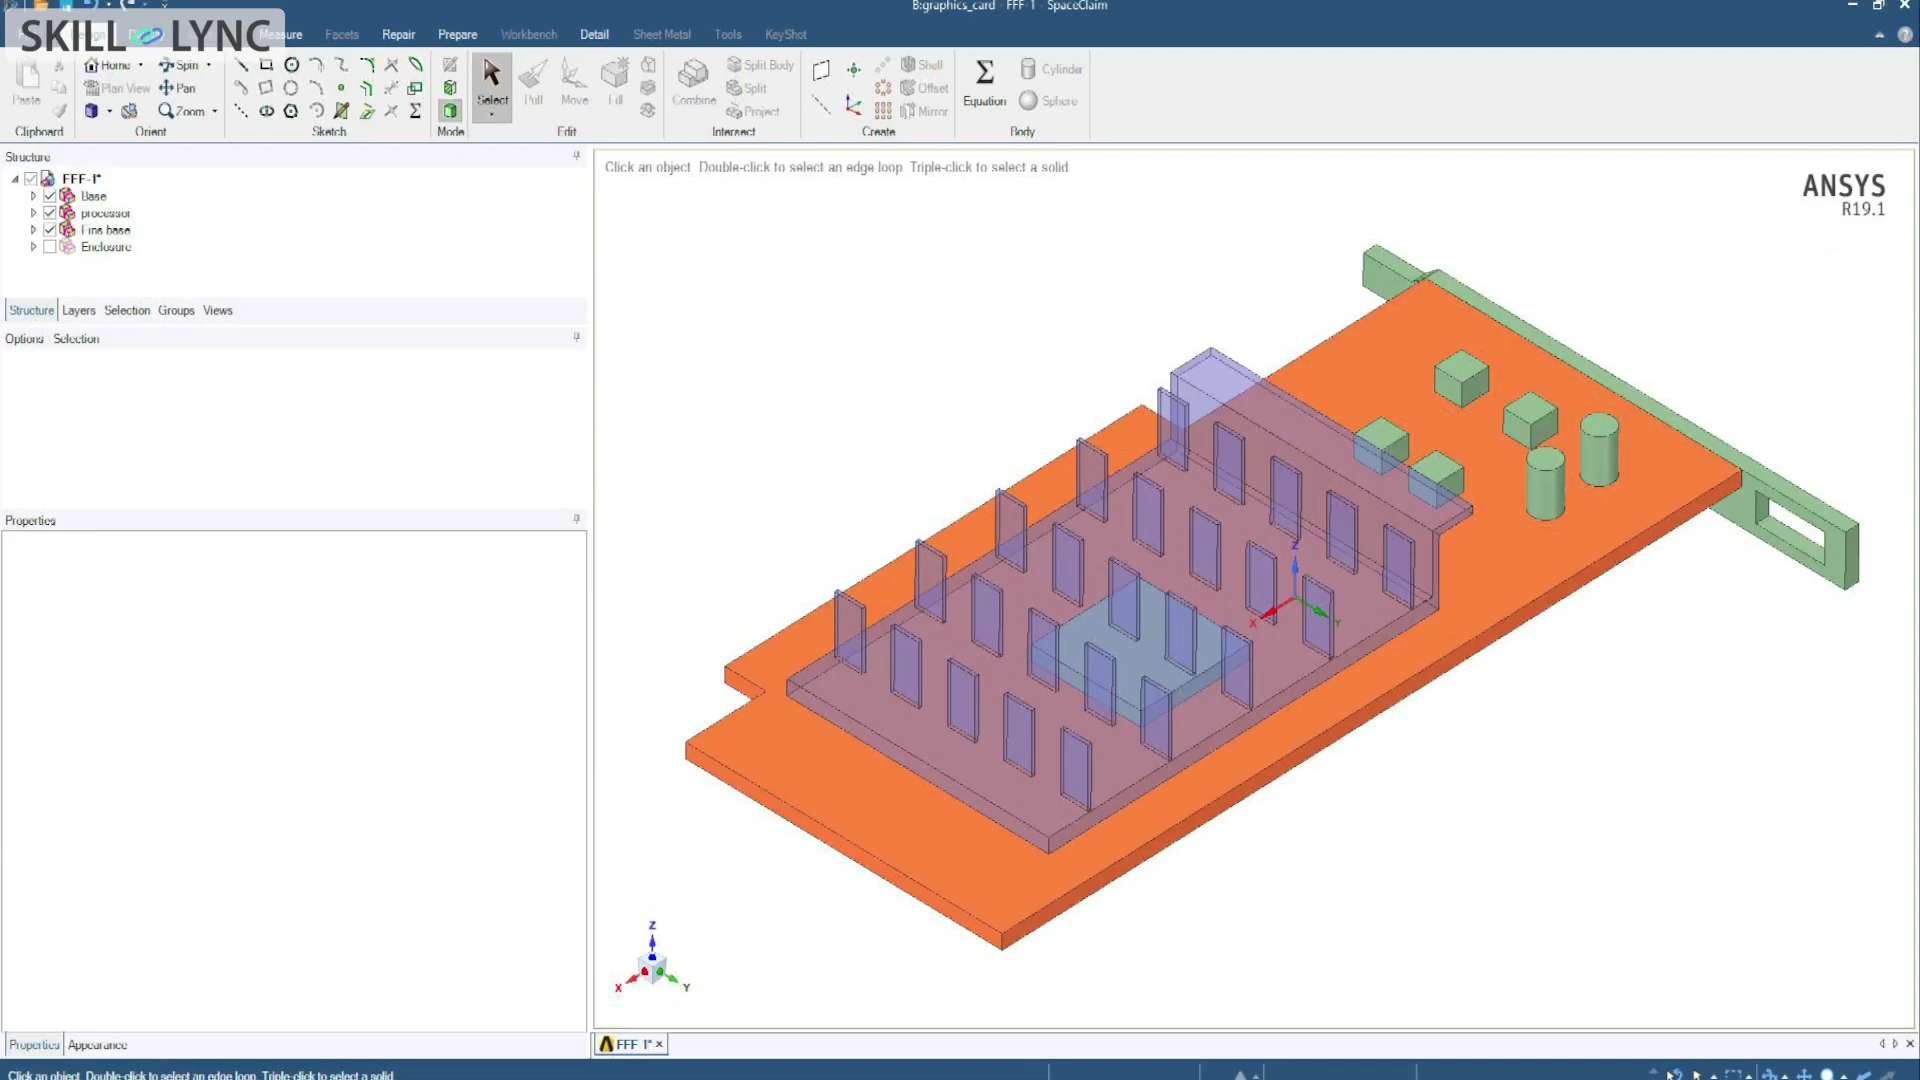 B:graphics_card - FFF-1 - SpaceClaim
SKILL LYNC
Measure Facets Repair Prepare Workbench Detail Sheet Metal Tools KeyShot
Paste
Clipboard
Home Spin
Plan View Pan
Zoom
Orient
Sketch
Mode
Select Pull Move Fill
Edit
Combine Split Body
Split
Project
Intersect
Shell
Offset
Mirror
Create
Equation
Cylinder
Sphere
Body
Structure
FFF-1*
Base
processor
Fins base
Enclosure
Structure Layers Selection Groups Views
Options - Selection
Properties
Properties Appearance
Click an object. Double-click to select an edge loop. Triple-click to select a solid.
ANSYS
R19.1
Z
X
Y
Z
X
Y
FFF-1* ×
Click an object. Double-click to select an edge loop. Triple-click to select a solid.